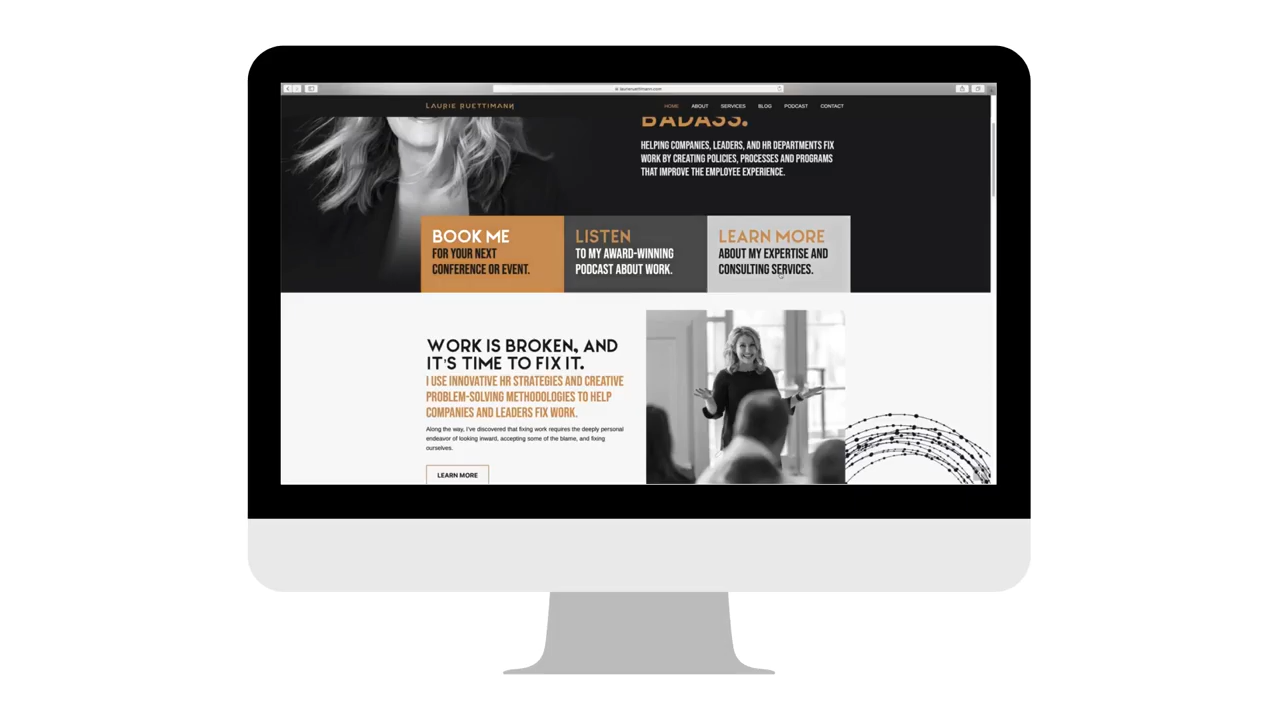 laurieruettimann.com
LAURIE RUETTIMANN
HOME ABOUT SERVICES BLOG PODCAST CONTACT
BADASS.
HELPING COMPANIES, LEADERS, AND HR DEPARTMENTS FIX
WORK BY CREATING POLICIES, PROCESSES AND PROGRAMS
THAT IMPROVE THE EMPLOYEE EXPERIENCE.
BOOK ME
FOR YOUR NEXT
CONFERENCE OR EVENT.
LISTEN
TO MY AWARD-WINNING
PODCAST ABOUT WORK.
LEARN MORE
ABOUT MY EXPERTISE AND
CONSULTING SERVICES.
WORK IS BROKEN, AND
IT'S TIME TO FIX IT.
I USE INNOVATIVE HR STRATEGIES AND CREATIVE
PROBLEM-SOLVING METHODOLOGIES TO HELP
COMPANIES AND LEADERS FIX WORK.
Along the way, I've discovered that fixing work requires the deeply personal
endeavor of looking inward, accepting some of the blame, and fixing
ourselves.
LEARN MORE